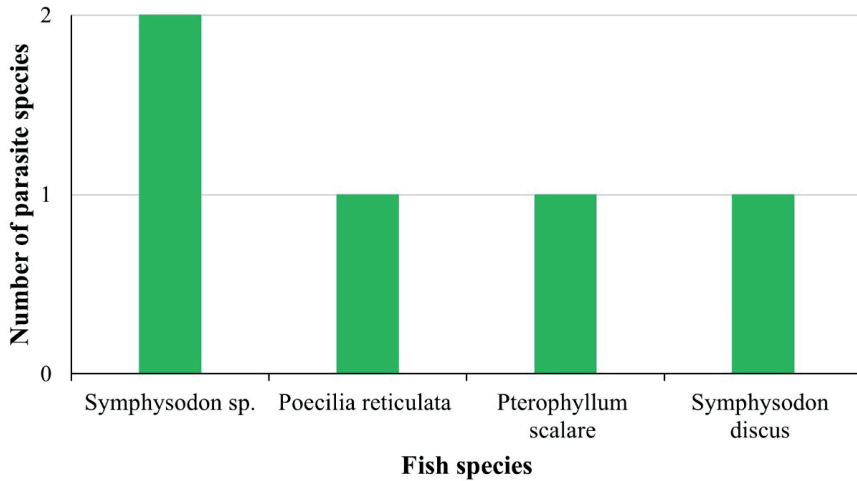 Number of parasite species
2
1
0
Symphysodon sp.
Poecilia reticulata
Pterophyllum
scalare
Symphysodon
discus
Fish species